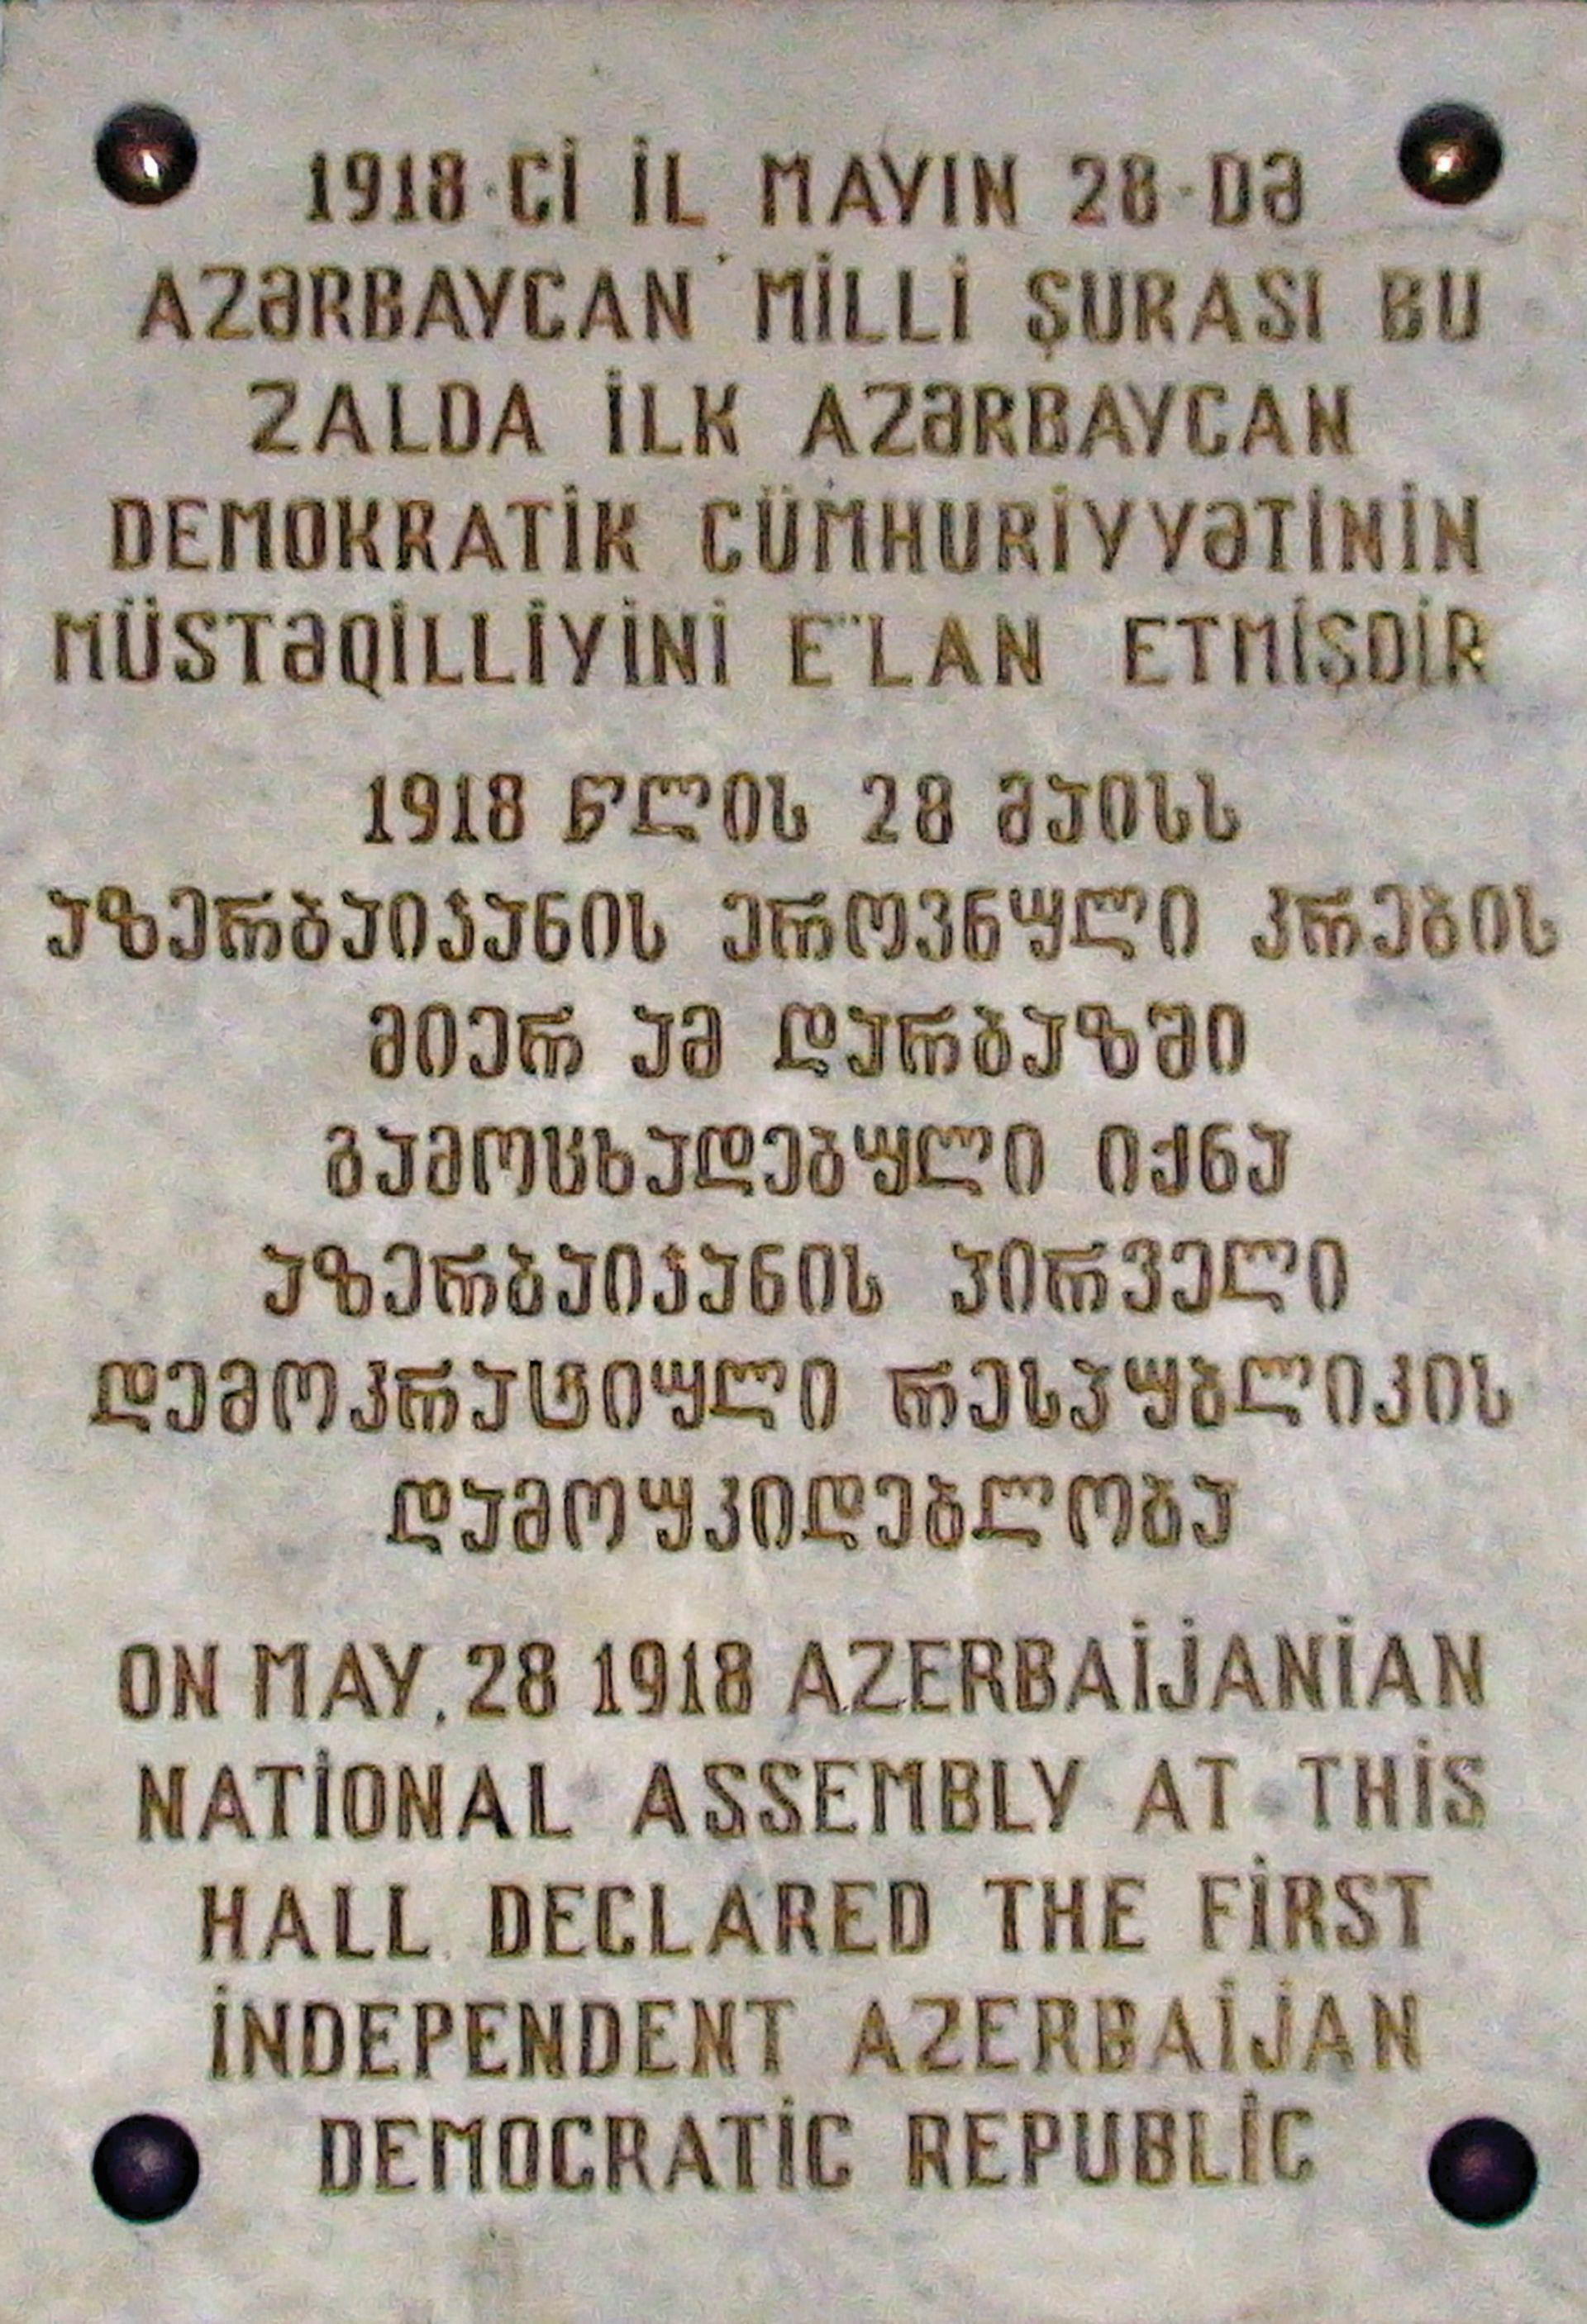 1918-Cİ İL MAYIN 28-DƏ
AZƏRBAYCAN MİLLİ ŞURASI BU
ZALDA İLK AZƏRBAYCAN
DEMOKRATİK CÜMHURİYYƏTİNİN
MÜSTƏQİLLİYİNİ E"LAN ETMİŞDİR
1918 წლის 28 მაისს
აზერბაიჯანის ეროვნული კრების
მიერ ამ დარბაზში
გამოცხადებული იქნა
აზერბაიჯანის პირველი
დემოკრატიული რესპუბლიკის
დამოუკიდებლობა
ON MAY, 28 1918 AZERBAİJANİAN
NATİONAL ASSEMBLY AT THİS
HALL DECLARED THE FİRST
İNDEPENDENT AZERBAİJAN
DEMOCRATİC REPUBLİC